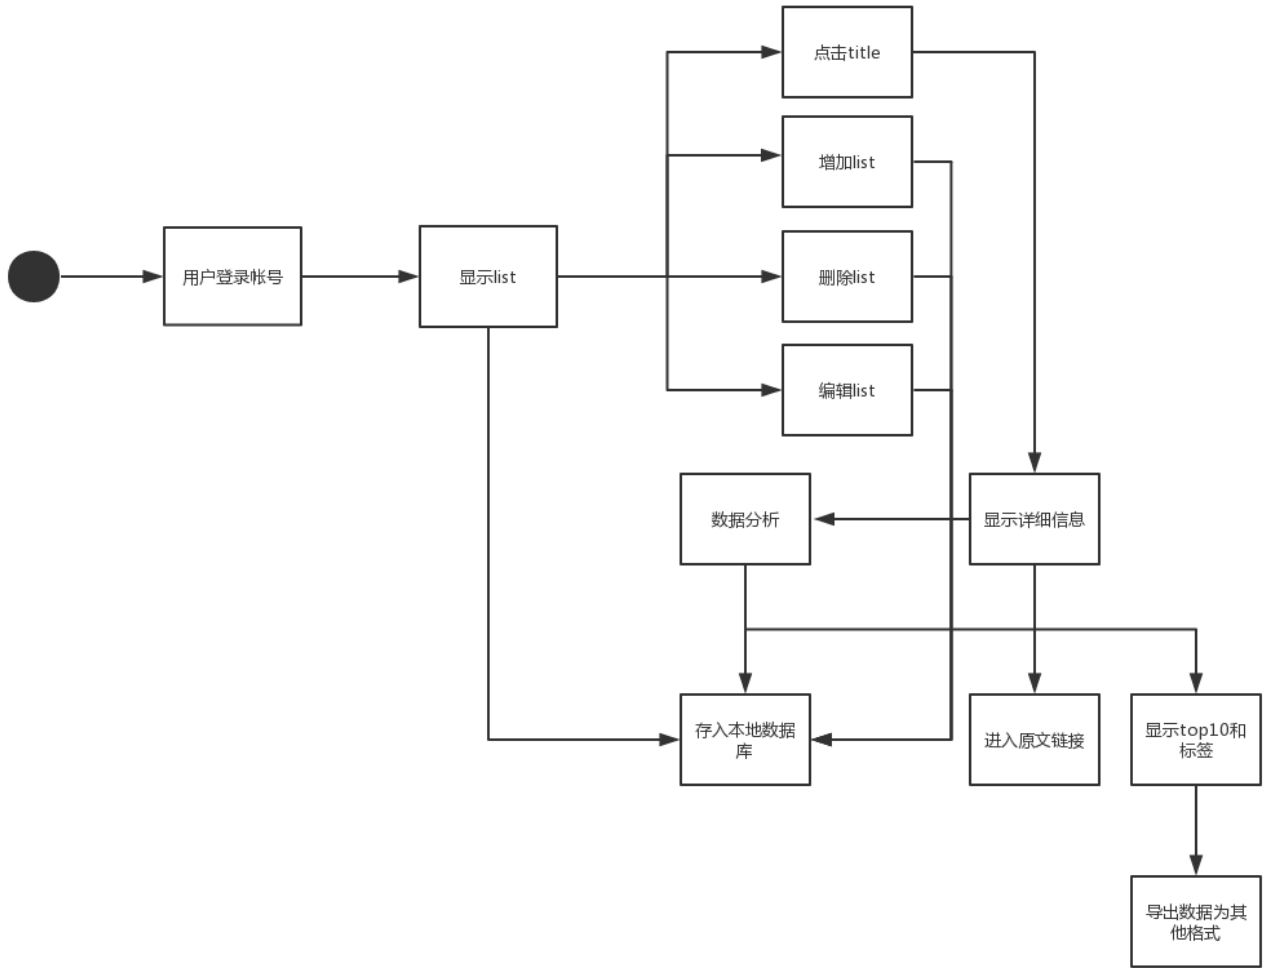 点击title
增加list
用户登录帐号
显示list
删除list
编辑list
数据分析
显示详细信息
存入本地数据
库
进入原文链接
显示top10和
标签
导出数据为其
他格式